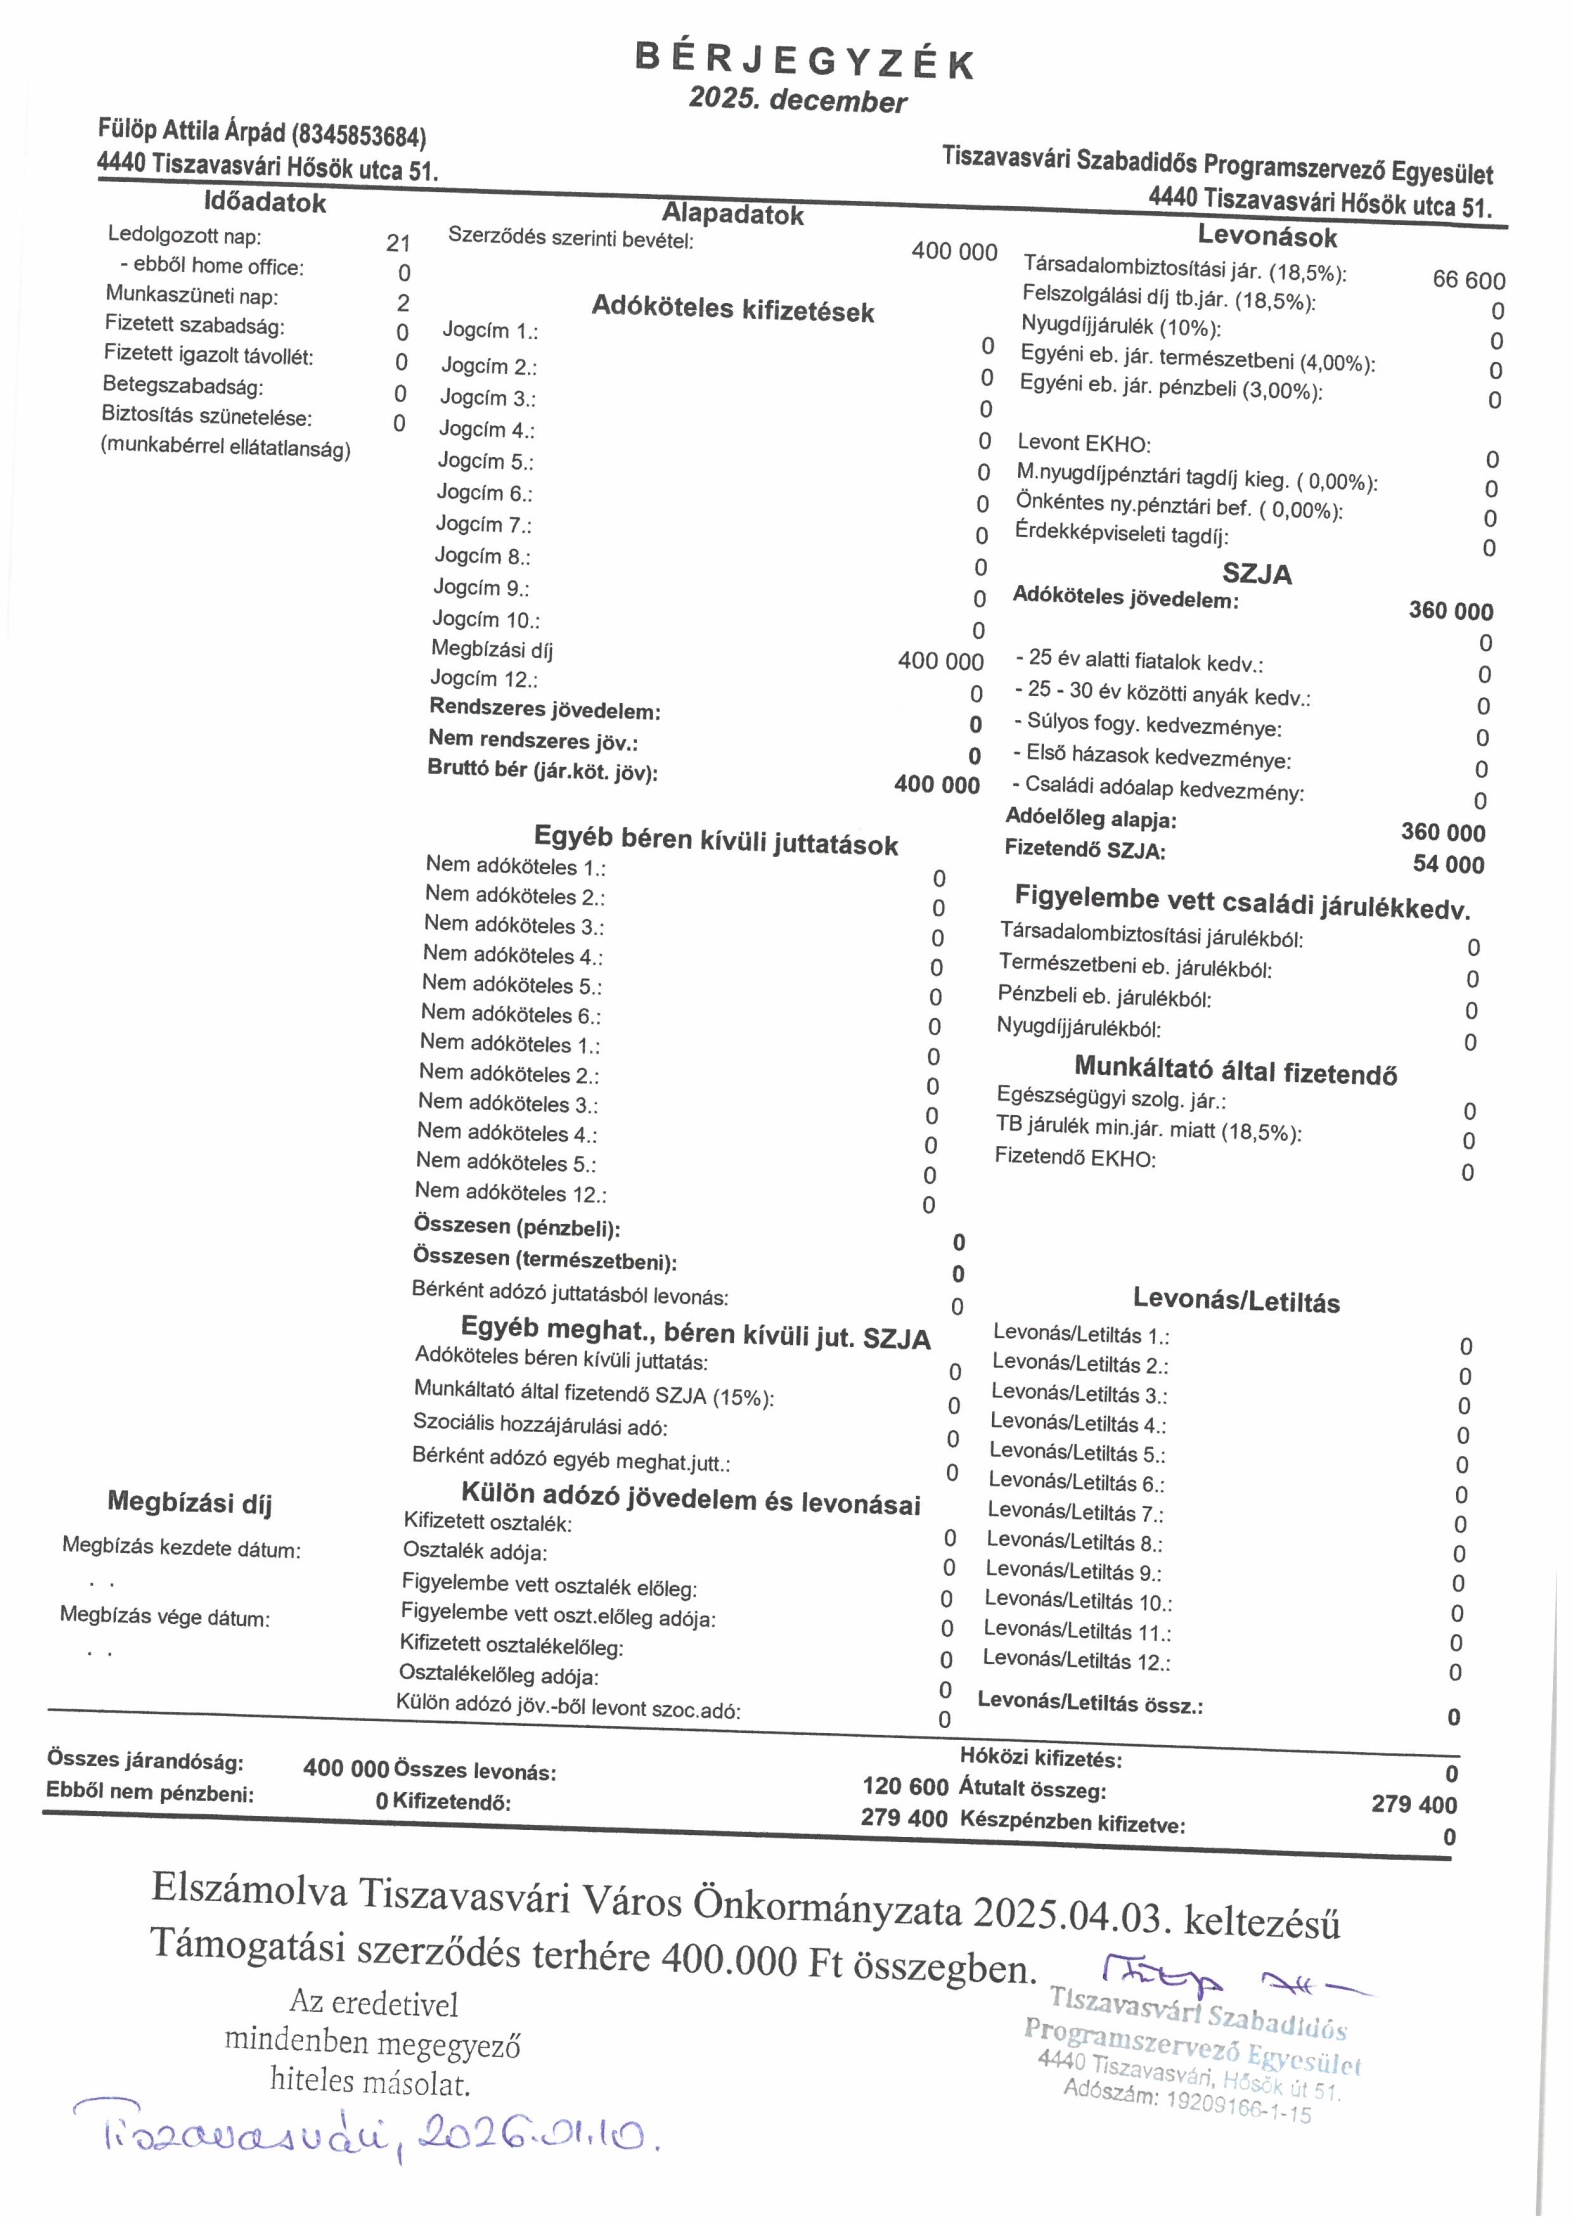 BÉRJEGYZÉK
2025. december
Fülöp Attila Árpád (8345853684)
4440 Tiszavasvári Hősök utca 51.
Tiszavasvári Szabadidős Programszervező Egyesület
4440 Tiszavasvári Hősök utca 51.
Időadatok
Ledolgozott nap: 21
- ebből home office: 0
Munkaszüneti nap: 2
Fizetett szabadság: 0
Fizetett igazolt távollét: 0
Betegszabadság: 0
Biztosítás szünetelése: 0
(munkabérrel ellátatlanság)
Alapadatok
Szerződés szerinti bevétel: 400 000
Adóköteles kifizetések
Jogcím 1.: 0
Jogcím 2.: 0
Jogcím 3.: 0
Jogcím 4.: 0
Jogcím 5.: 0
Jogcím 6.: 0
Jogcím 7.: 0
Jogcím 8.: 0
Jogcím 9.: 0
Jogcím 10.: 0
Megbízási díj 400 000
Jogcím 12.: 0
Rendszeres jövedelem: 0
Nem rendszeres jöv.: 0
Bruttó bér (jár.köt. jöv): 400 000
Egyéb béren kívüli juttatások
Nem adóköteles 1.: 0
Nem adóköteles 2.: 0
Nem adóköteles 3.: 0
Nem adóköteles 4.: 0
Nem adóköteles 5.: 0
Nem adóköteles 6.: 0
Nem adóköteles 1.: 0
Nem adóköteles 2.: 0
Nem adóköteles 3.: 0
Nem adóköteles 4.: 0
Nem adóköteles 5.: 0
Nem adóköteles 12.: 0
Összesen (pénzbeli): 0
Összesen (természetbeni): 0
Bérként adózó juttatásból levonás: 0
Egyéb meghat., béren kívüli jut. SZJA
Adóköteles béren kívüli juttatás: 0
Munkáltató által fizetendő SZJA (15%): 0
Szociális hozzájárulási adó: 0
Bérként adózó egyéb meghat.jutt.: 0
Külön adózó jövedelem és levonásai
Kifizetett osztalék: 0
Osztalék adója: 0
Figyelembe vett osztalék előleg: 0
Figyelembe vett oszt.előleg adója: 0
Kifizetett osztalékelőleg: 0
Osztalékelőleg adója: 0
Külön adózó jöv.-ből levont szoc.adó: 0
Levonások
Társadalombiztosítási jár. (18,5%): 66 600
Felszolgálási díj tb.jár. (18,5%): 0
Nyugdíjjárulék (10%): 0
Egyéni eb. jár. természetbeni (4,00%): 0
Egyéni eb. jár. pénzbeli (3,00%): 0
Levont EKHO: 0
M.nyugdíjpénztári tagdíj kieg. ( 0,00%): 0
Önkéntes ny.pénztári bef. ( 0,00%): 0
Érdekképviseleti tagdíj: 0
SZJA
Adóköteles jövedelem: 360 000
0
- 25 év alatti fiatalok kedv.: 0
- 25 - 30 év közötti anyák kedv.: 0
- Súlyos fogy. kedvezménye: 0
- Első házasok kedvezménye: 0
- Családi adóalap kedvezmény: 0
Adóelőleg alapja: 360 000
Fizetendő SZJA: 54 000
Figyelembe vett családi járulékkedv.
Társadalombiztosítási járulékból: 0
Természetbeni eb. járulékból: 0
Pénzbeli eb. járulékból: 0
Nyugdíjjárulékból: 0
Munkáltató által fizetendő
Egészségügyi szolg. jár.: 0
TB járulék min.jár. miatt (18,5%): 0
Fizetendő EKHO: 0
Levonás/Letiltás
Levonás/Letiltás 1.: 0
Levonás/Letiltás 2.: 0
Levonás/Letiltás 3.: 0
Levonás/Letiltás 4.: 0
Levonás/Letiltás 5.: 0
Levonás/Letiltás 6.: 0
Levonás/Letiltás 7.: 0
Levonás/Letiltás 8.: 0
Levonás/Letiltás 9.: 0
Levonás/Letiltás 10.: 0
Levonás/Letiltás 11.: 0
Levonás/Letiltás 12.: 0
Levonás/Letiltás össz.: 0
Megbízási díj
Megbízás kezdete dátum:
. .
Megbízás vége dátum:
. .
Összes járandóság: 400 000 Összes levonás: 120 600
Ebből nem pénzbeni: 0 Kifizetendő: 279 400
Hóközi kifizetés: 0
Átutalt összeg: 279 400
Készpénzben kifizetve: 0
Elszámolva Tiszavasvári Város Önkormányzata 2025.04.03. keltezésű
Támogatási szerződés terhére 400.000 Ft összegben.
Az eredetivel
mindenben megegyező
hiteles másolat.
Tiszavasvári Szabadidős
Programszervező Egyesület
4440 Tiszavasvári, Hősök út 51.
Adószám: 19209166-1-15
Tiszavasvári, 2026.01.10.